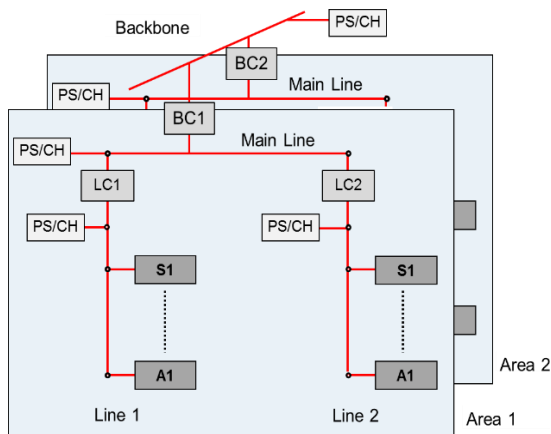 Backbone
PS/CH
BC2
PS/CH
Main Line
BC1
Main Line
PS/CH
LC1
LC2
PS/CH
PS/CH
S1
S1
A1
A1
Area 2
Line 1
Line 2
Area 1